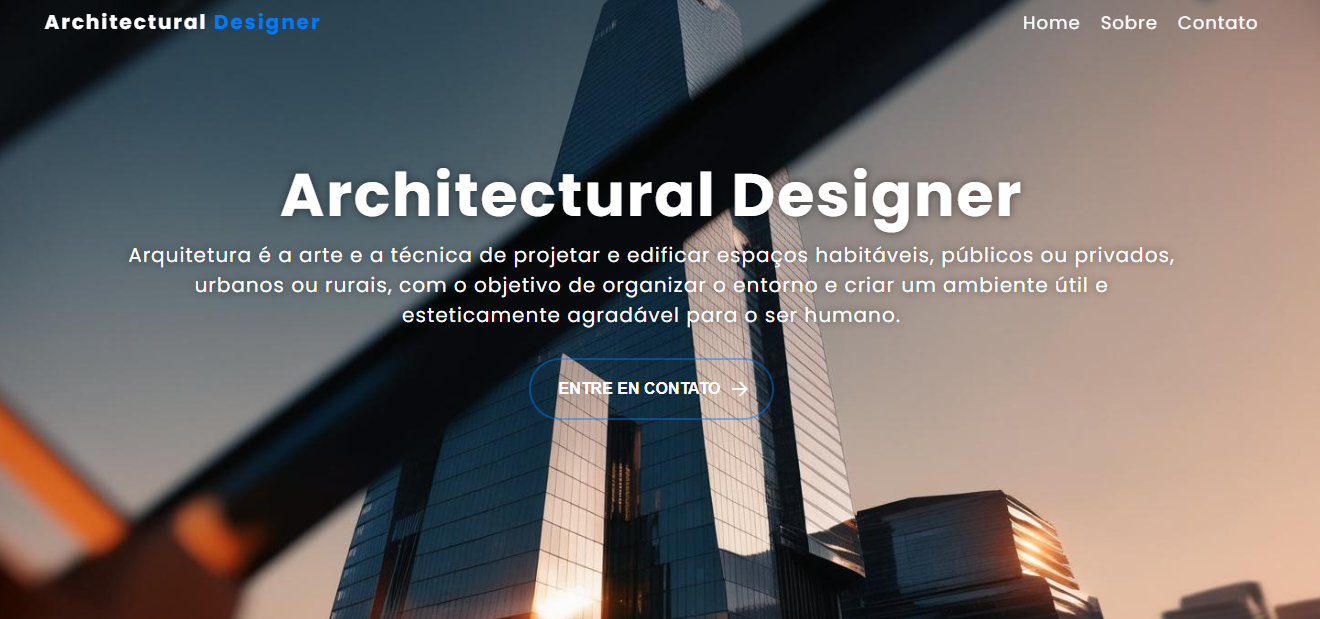 Architectural Designer
Home Sobre Contato
Architectural Designer
Arquitetura é a arte e a técnica de projetar e edificar espaços habitáveis, públicos ou privados,
urbanos ou rurais, com o objetivo de organizar o entorno e criar um ambiente útil e
esteticamente agradável para o ser humano.
ENTRE EN CONTATO →